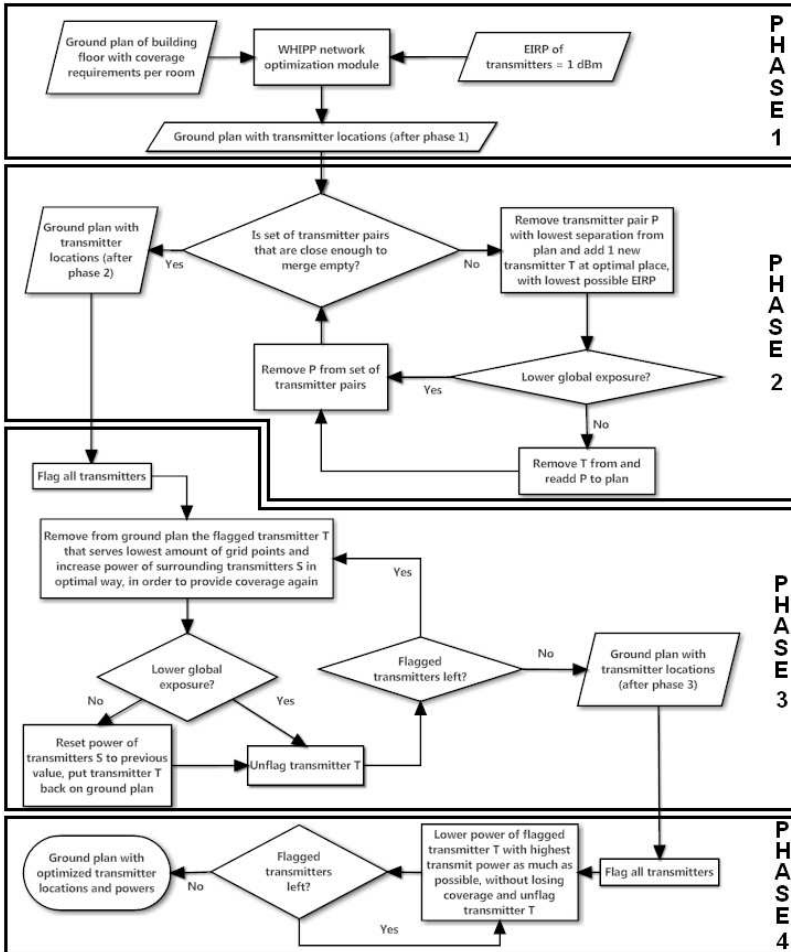 Ground plan of building
floor with coverage
requirements per room
WHIPP network
optimization module
EIRP of
transmitters = 1 dBm
Ground plan with transmitter locations (after phase 1)
PHASE 1
Ground plan with
transmitter
locations (after
phase 2)
Yes
Is set of transmitter pairs
that are close enough to
merge empty?
No
Remove transmitter pair P
with lowest separation from
plan and add 1 new
transmitter T at optimal place,
with lowest possible EIRP
Remove P from set of
transmitter pairs
Yes
Lower global exposure?
No
Remove T from and
readd P to plan
PHASE 2
Flag all transmitters
Remove from ground plan the flagged transmitter T
that serves lowest amount of grid points and
increase power of surrounding transmitters S in
optimal way, in order to provide coverage again
Yes
Lower global
exposure?
No
Yes
Reset power of
transmitters S to previous
value, put transmitter T
back on ground plan
Unflag transmitter T
Flagged
transmitters left?
No
Ground plan with
transmitter locations
(after phase 3)
PHASE 3
Ground plan with
optimized transmitter
locations and powers
No
Flagged
transmitters
left?
Yes
Lower power of flagged
transmitter T with highest
transmit power as much as
possible, without losing
coverage and unflag
transmitter T
Flag all transmitters
PHASE 4